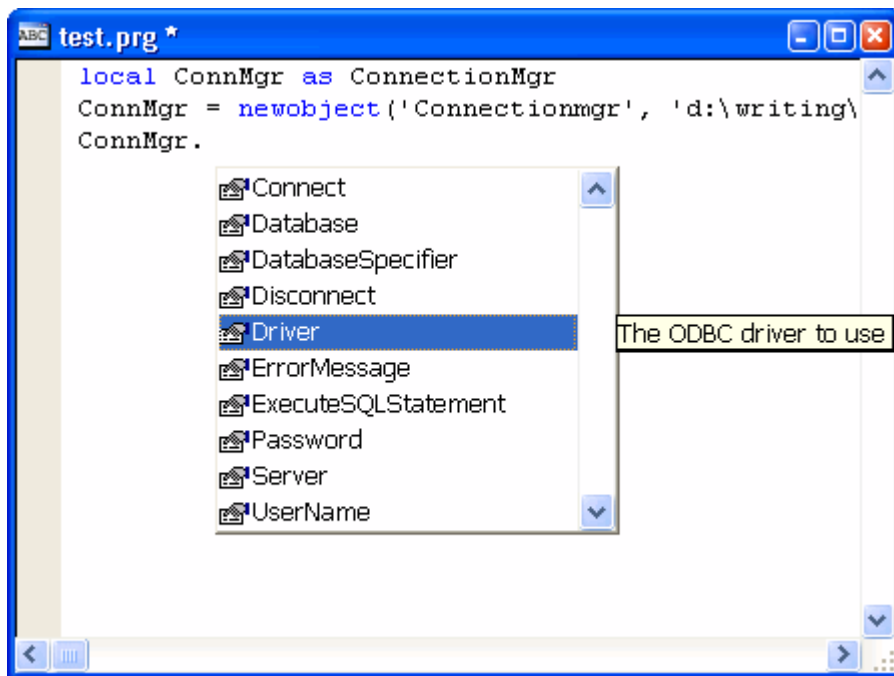 ABC test.prg *
local ConnMgr as ConnectionMgr
ConnMgr = newobject('Connectionmgr', 'd:\writing\
ConnMgr.
Connect
Database
DatabaseSpecifier
Disconnect
Driver The ODBC driver to use
ErrorMessage
ExecuteSQLStatement
Password
Server
UserName